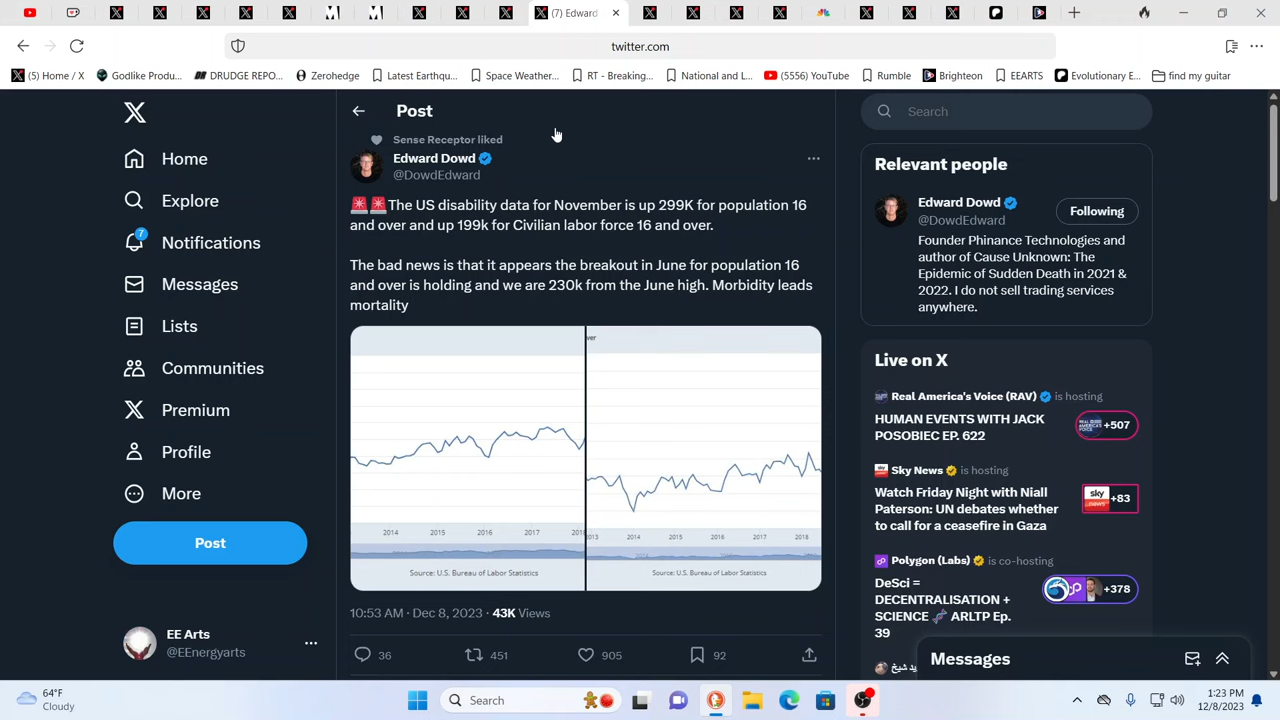 (7) Edward
twitter.com
(5) Home / X
Godlike Produ...
DRUDGE REPO...
Zerohedge
Latest Earthqu...
Space Weather...
RT - Breaking...
National and L...
(5556) YouTube
Rumble
Brighteon
EEARTS
Evolutionary E...
find my guitar
Home
Explore
7
Notifications
Messages
Lists
Communities
Premium
Profile
More
Post
EE Arts
@EEnergyarts
Post
Sense Receptor liked
Edward Dowd
@DowdEdward
🚨🚨The US disability data for November is up 299K for population 16
and over and up 199k for Civilian labor force 16 and over.
The bad news is that it appears the breakout in June for population 16
and over is holding and we are 230k from the June high. Morbidity leads
mortality
2014 2015 2016 2017 2018
Source: U.S. Bureau of Labor Statistics
ver
2013 2014 2015 2016 2017 2018
Source: U.S. Bureau of Labor Statistics
10:53 AM · Dec 8, 2023 · 43K Views
36 451 905 92
Search
Relevant people
Edward Dowd
@DowdEdward
Following
Founder Phinance Technologies and
author of Cause Unknown: The
Epidemic of Sudden Death in 2021 &
2022. I do not sell trading services
anywhere.
Live on X
Real America's Voice (RAV) is hosting
HUMAN EVENTS WITH JACK
POSOBIEC EP. 622
+507
Sky News is hosting
Watch Friday Night with Niall
Paterson: UN debates whether
to call for a ceasefire in Gaza
sky news
+83
Polygon (Labs) is co-hosting
DeSci =
DECENTRALISATION +
SCIENCE 🧬 ARLTP Ep.
39
+378
Messages
64°F
Cloudy
Search
1:23 PM
12/8/2023